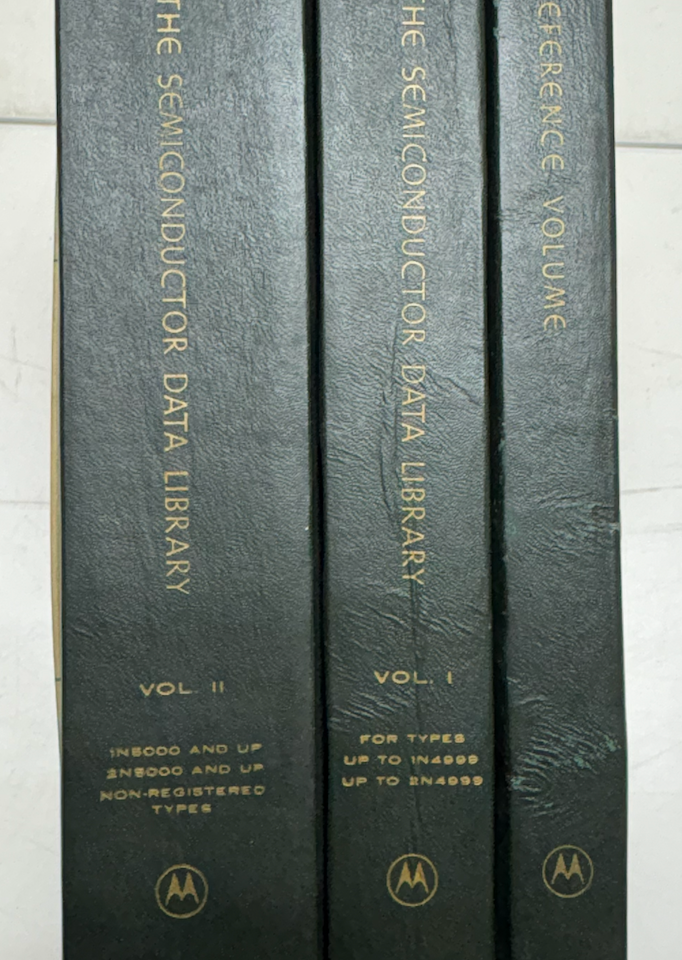 THE SEMICONDUCTOR DATA LIBRARY
VOL. II
1N5000 AND UP
2N5000 AND UP
NON-REGISTERED
TYPES
HE SEMICONDUCTOR DATA LIBRARY
VOL. I
FOR TYPES
UP TO 1N4999
UP TO 2N4999
EFERENCE VOLUME